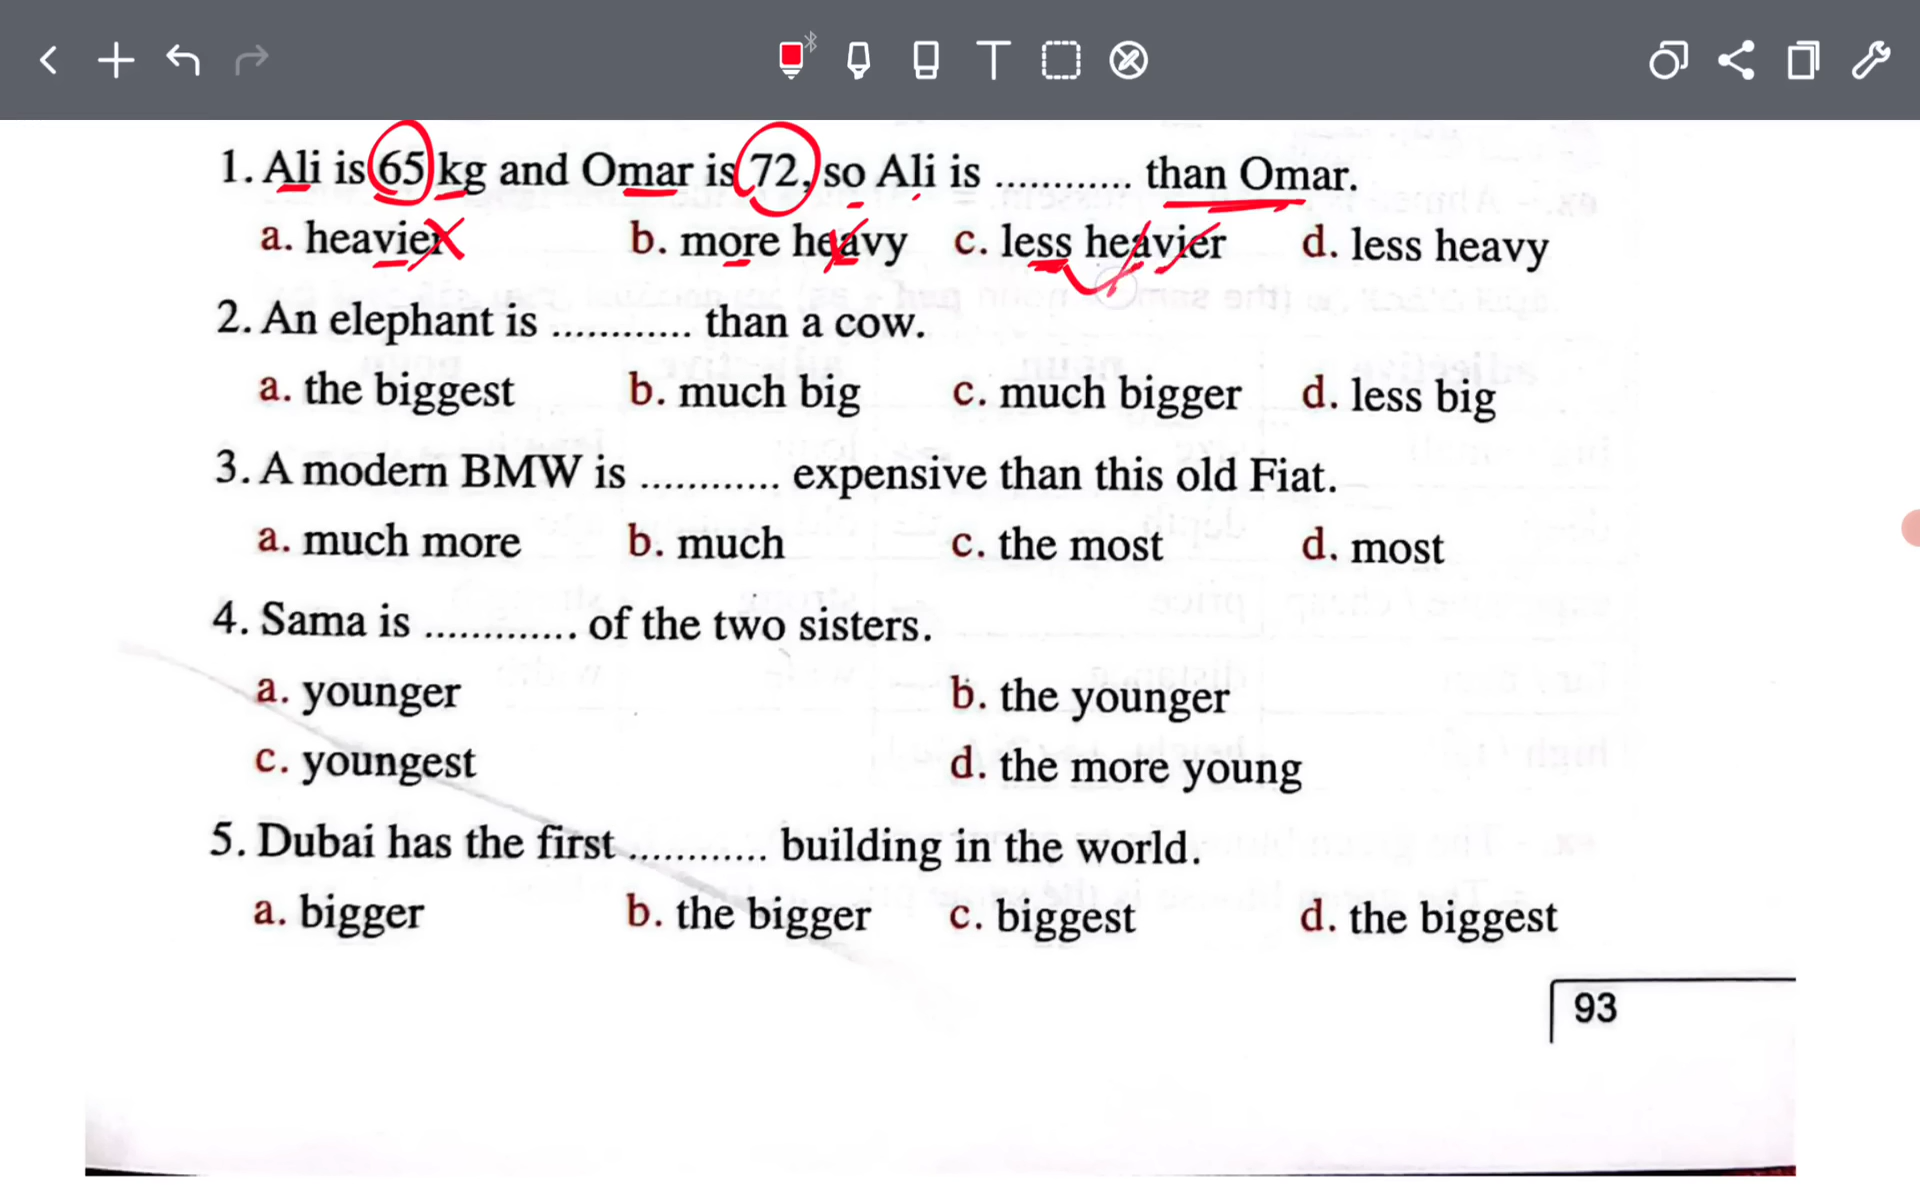 1. Ali is 65 kg and Omar is 72, so Ali is ............ than Omar.
a. heavier b. more heavy c. less heavier d. less heavy
2. An elephant is ............ than a cow.
a. the biggest b. much big c. much bigger d. less big
3. A modern BMW is ............ expensive than this old Fiat.
a. much more b. much c. the most d. most
4. Sama is ............. of the two sisters.
a. younger b. the younger
c. youngest d. the more young
5. Dubai has the first ............ building in the world.
a. bigger b. the bigger c. biggest d. the biggest
93